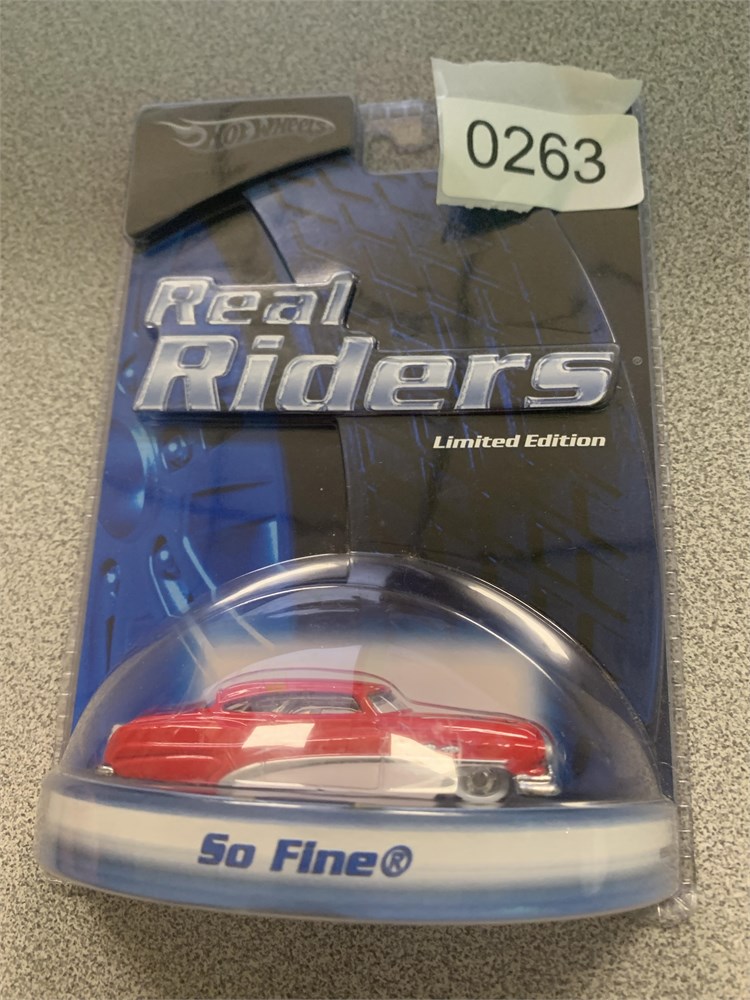 HOT WHEELS
0263
Real
Riders
®
Limited Edition
So Fine®